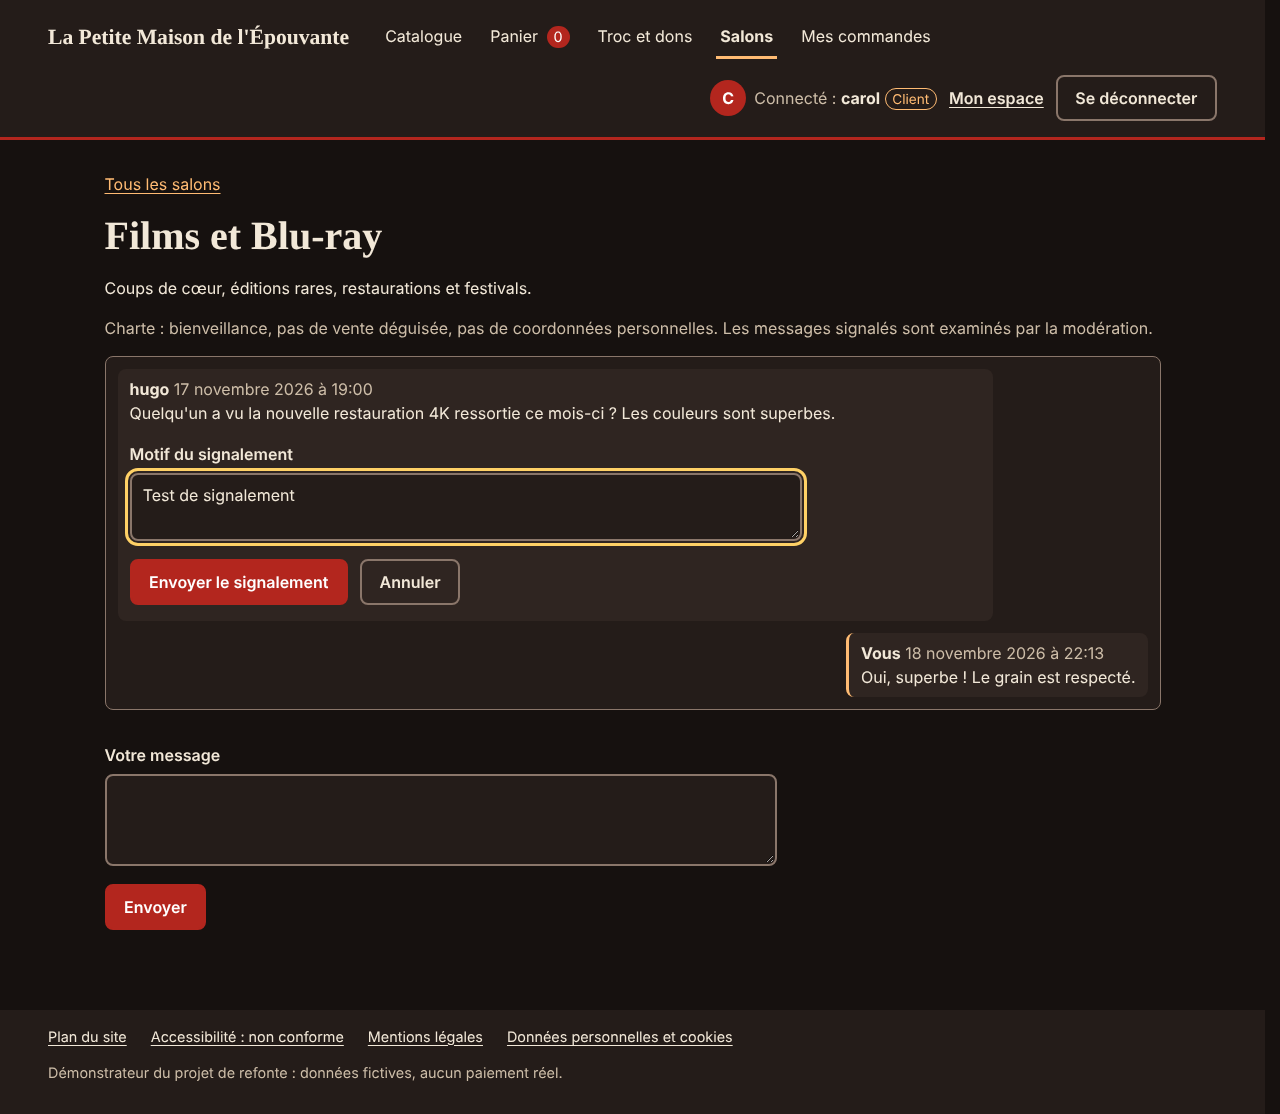 La Petite Maison de l'Épouvante
Catalogue
Panier 0
Troc et dons
Salons
Mes commandes
C
Connecté : carol Client
Mon espace
Se déconnecter
Tous les salons
Films et Blu-ray
Coups de cœur, éditions rares, restaurations et festivals.
Charte : bienveillance, pas de vente déguisée, pas de coordonnées personnelles. Les messages signalés sont examinés par la modération.
hugo 17 novembre 2026 à 19:00
Quelqu'un a vu la nouvelle restauration 4K ressortie ce mois-ci ? Les couleurs sont superbes.
Motif du signalement
Test de signalement
Envoyer le signalement
Annuler
Vous 18 novembre 2026 à 22:13
Oui, superbe ! Le grain est respecté.
Votre message
Envoyer
Plan du site
Accessibilité : non conforme
Mentions légales
Données personnelles et cookies
Démonstrateur du projet de refonte : données fictives, aucun paiement réel.